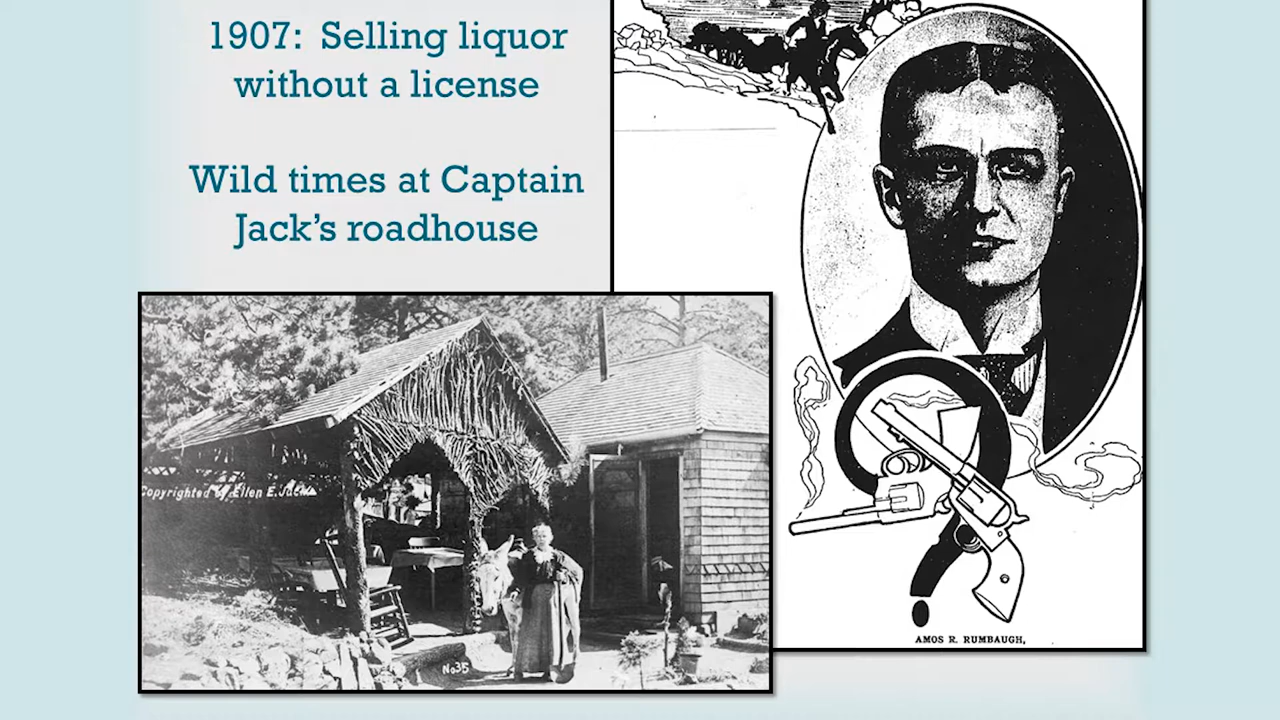 1907: Selling liquor
without a license
Wild times at Captain
Jack's roadhouse
Copyrighted by Ellen E. Jack
No35
AMOS R. RUMBAUGH,